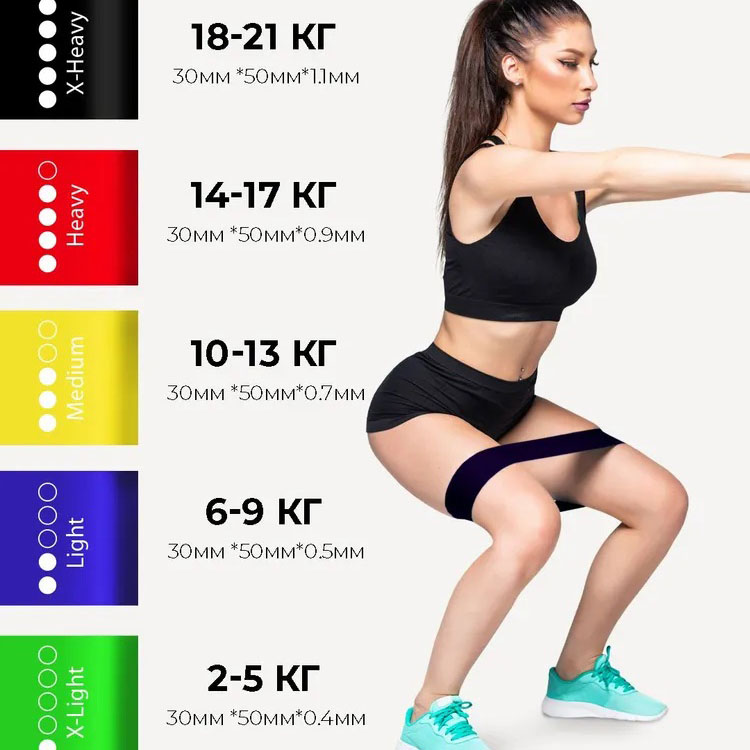 X-Heavy
18-21 КГ
30мм *50мм*1.1мм
Heavy
14-17 КГ
30мм *50мм*0.9мм
Medium
10-13 КГ
30мм *50мм*0.7мм
Light
6-9 КГ
30мм *50мм*0.5мм
X-Light
2-5 КГ
30мм *50мм*0.4мм